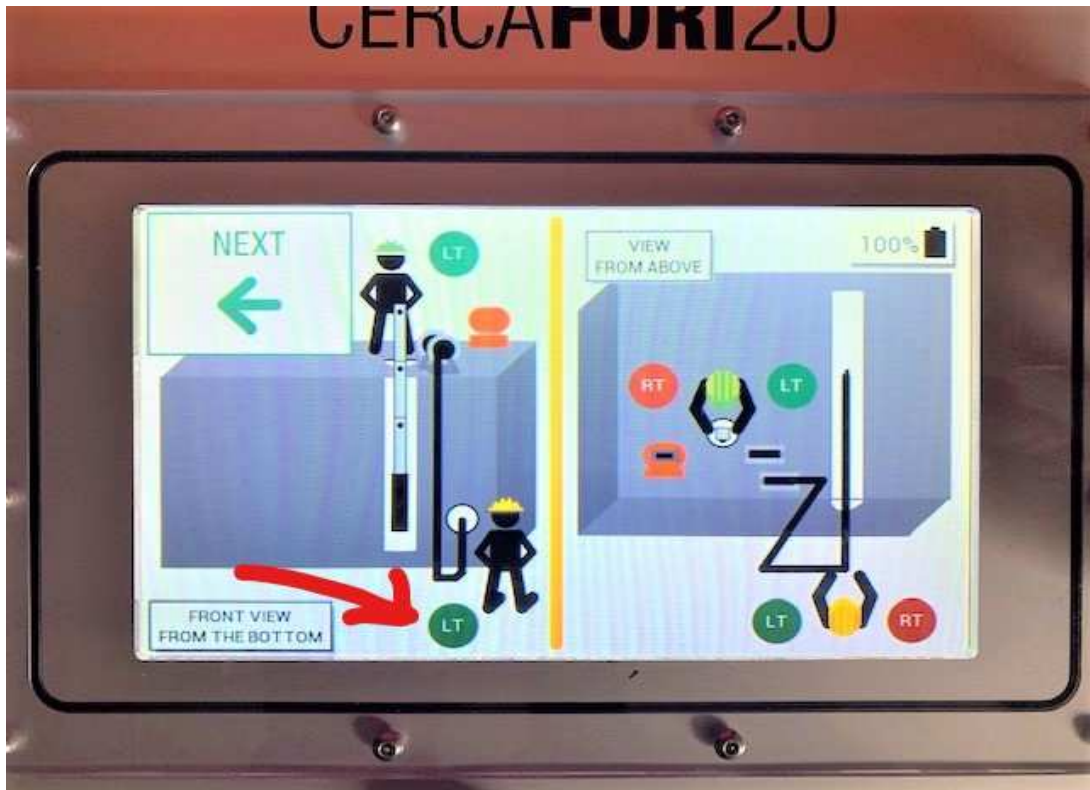 CERCAFORI2.0
NEXT
LT
VIEW
FROM ABOVE
100%
RT
LT
FRONT VIEW
FROM THE BOTTOM
LT
LT
RT